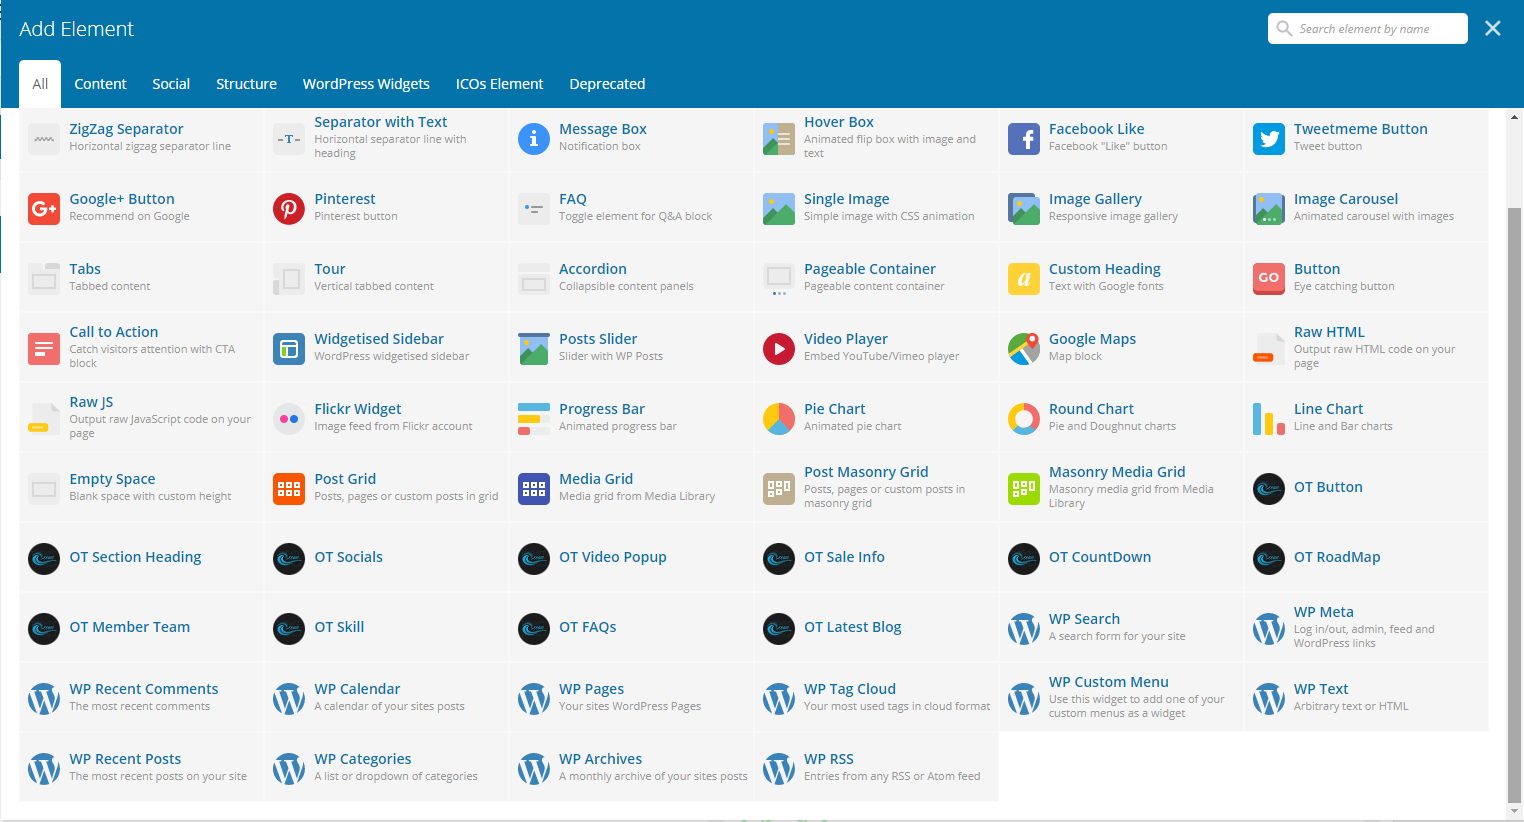 Add Element
Search element by name
All Content Social Structure WordPress Widgets ICOs Element Deprecated
ZigZag Separator
Horizontal zigzag separator line
-T-
Separator with Text
Horizontal separator line with
heading
i
Message Box
Notification box
Hover Box
Animated flip box with image and
text
f
Facebook Like
Facebook "Like" button
Tweetmeme Button
Tweet button
G+
Google+ Button
Recommend on Google
Pinterest
Pinterest button
FAQ
Toggle element for Q&A block
Single Image
Simple image with CSS animation
Image Gallery
Responsive image gallery
Image Carousel
Animated carousel with images
Tabs
Tabbed content
Tour
Vertical tabbed content
Accordion
Collapsible content panels
Pageable Container
Pageable content container
a
Custom Heading
Text with Google fonts
GO
Button
Eye catching button
Call to Action
Catch visitors attention with CTA
block
Widgetised Sidebar
WordPress widgetised sidebar
Posts Slider
Slider with WP Posts
Video Player
Embed YouTube/Vimeo player
Google Maps
Map block
Raw HTML
Output raw HTML code on your
page
Raw JS
Output raw JavaScript code on your
page
Flickr Widget
Image feed from Flickr account
Progress Bar
Animated progress bar
Pie Chart
Animated pie chart
Round Chart
Pie and Doughnut charts
Line Chart
Line and Bar charts
Empty Space
Blank space with custom height
Post Grid
Posts, pages or custom posts in grid
Media Grid
Media grid from Media Library
Post Masonry Grid
Posts, pages or custom posts in
masonry grid
Masonry Media Grid
Masonry media grid from Media
Library
OT Button
OT Section Heading
OT Socials
OT Video Popup
OT Sale Info
OT CountDown
OT RoadMap
OT Member Team
OT Skill
OT FAQs
OT Latest Blog
WP Search
A search form for your site
WP Meta
Log in/out, admin, feed and
WordPress links
WP Recent Comments
The most recent comments
WP Calendar
A calendar of your sites posts
WP Pages
Your sites WordPress Pages
WP Tag Cloud
Your most used tags in cloud format
WP Custom Menu
Use this widget to add one of your
custom menus as a widget
WP Text
Arbitrary text or HTML
WP Recent Posts
The most recent posts on your site
WP Categories
A list or dropdown of categories
WP Archives
A monthly archive of your sites posts
WP RSS
Entries from any RSS or Atom feed